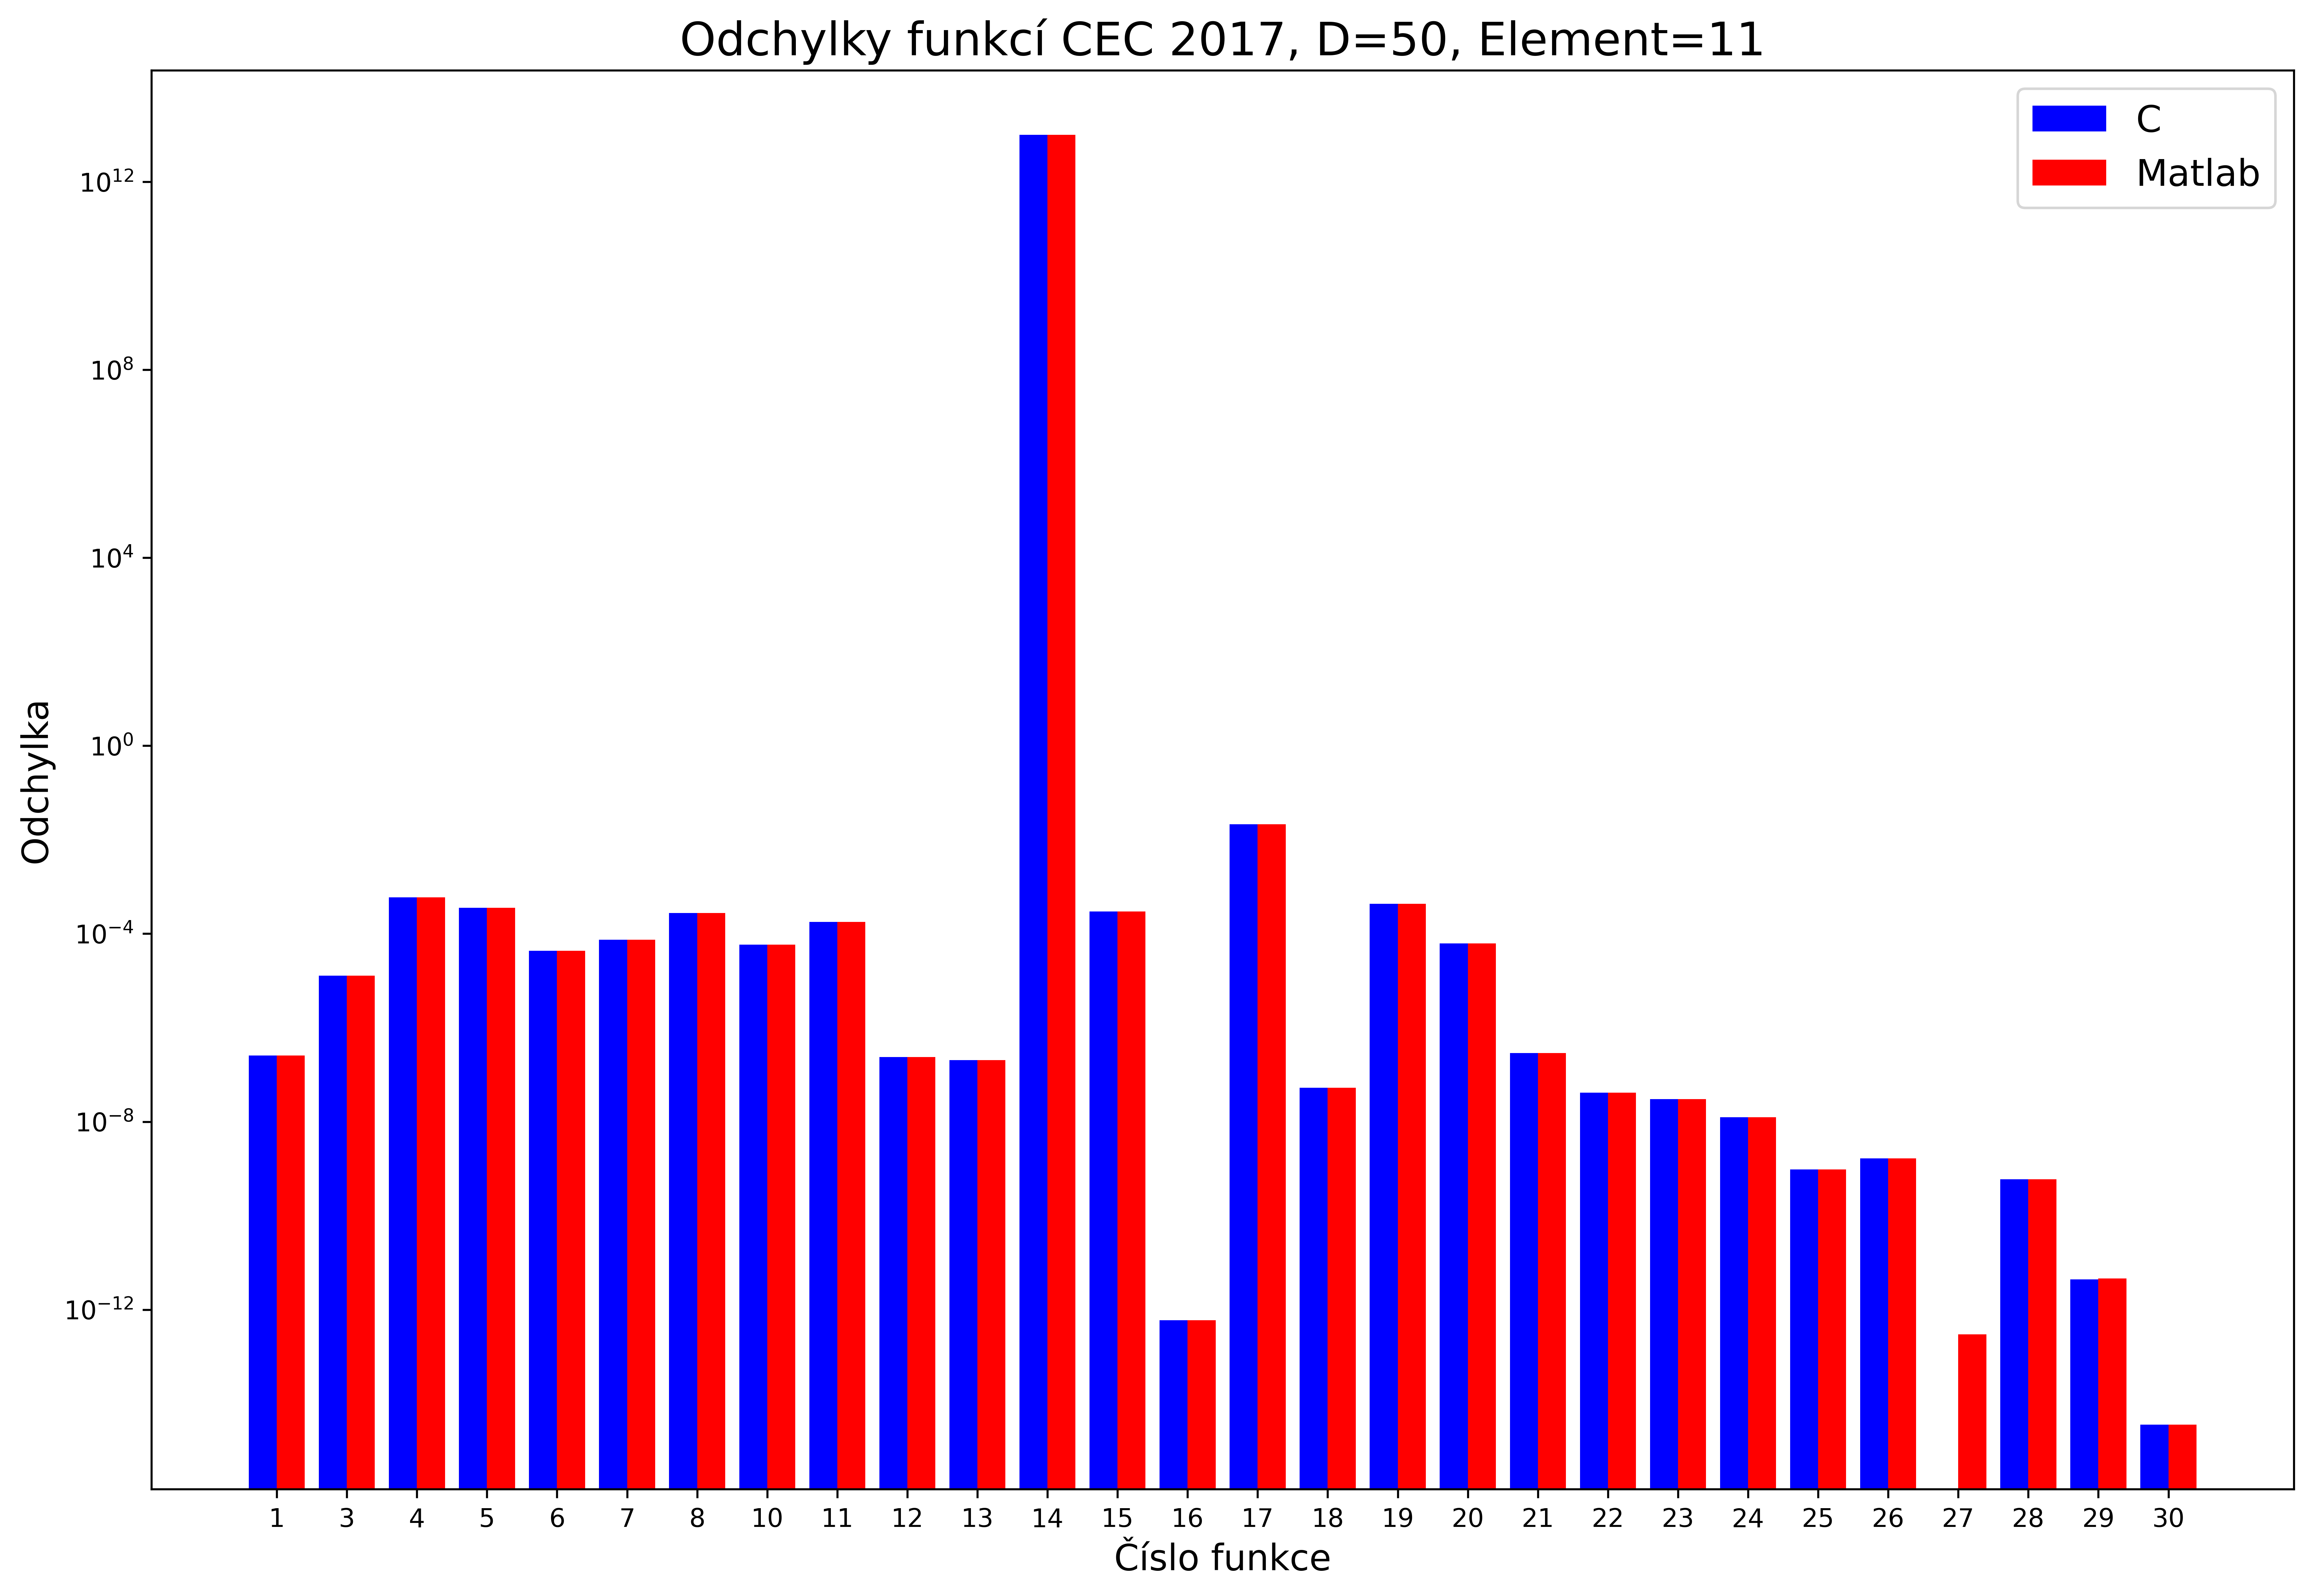 Odchylky funkcí CEC 2017, D=50, Element=11
C
Matlab
10¹²
10⁸
10⁴
10⁰
10⁻⁴
10⁻⁸
10⁻¹²
Odchylka
1 3 4 5 6 7 8 10 11 12 13 14 15 16 17 18 19 20 21 22 23 24 25 26 27 28 29 30
Číslo funkce